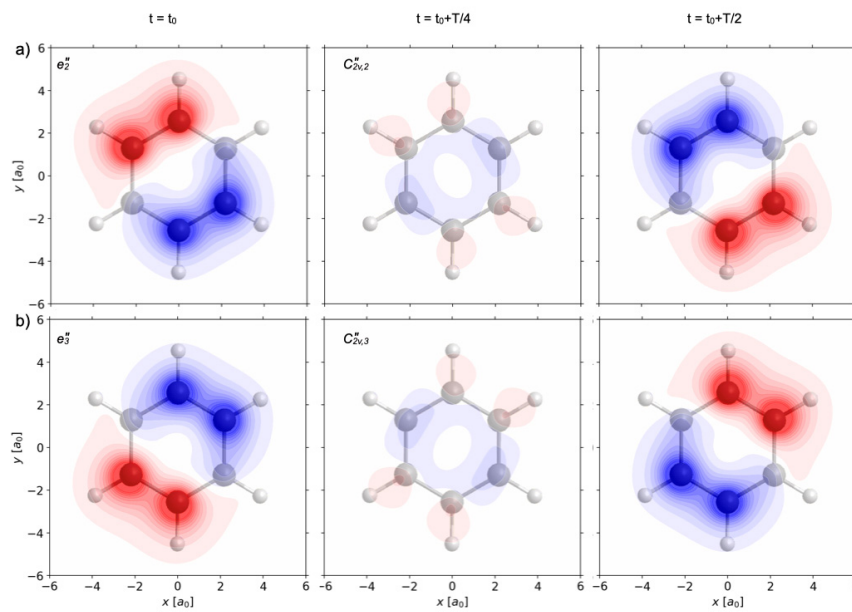 t = t₀ t = t₀+T/4 t = t₀+T/2
a)
e₂″ C″₂ᵥ,₂
y [a₀]
6
4
2
0
−2
−4
−6
b)
e₃″ C″₂ᵥ,₃
y [a₀]
6
4
2
0
−2
−4
−6
−6 −4 −2 0 2 4 6 −4 −2 0 2 4 6 −4 −2 0 2 4 6
x [a₀] x [a₀] x [a₀]